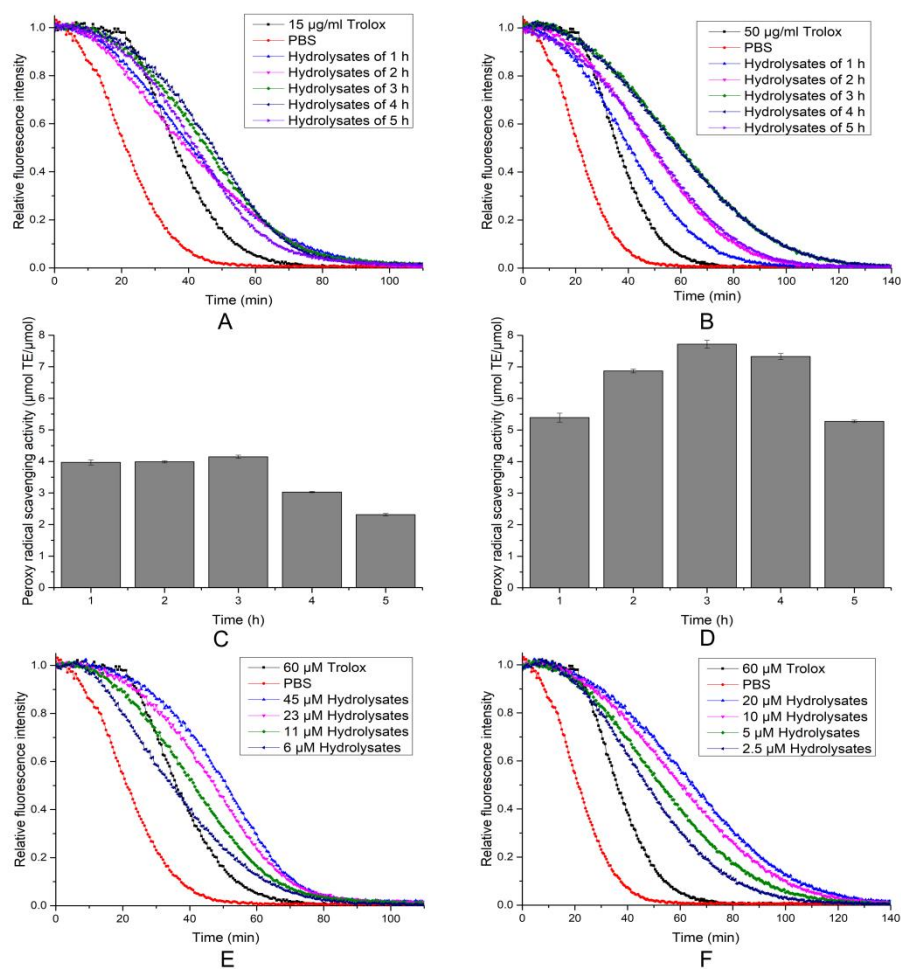 15 µg/ml Trolox
PBS
Hydrolysates of 1 h
Hydrolysates of 2 h
Hydrolysates of 3 h
Hydrolysates of 4 h
Hydrolysates of 5 h
Relative fluorescence intensity
1.0
0.8
0.6
0.4
0.2
0.0
0 20 40 60 80 100
Time (min)
A
50 µg/ml Trolox
PBS
Hydrolysates of 1 h
Hydrolysates of 2 h
Hydrolysates of 3 h
Hydrolysates of 4 h
Hydrolysates of 5 h
Relative fluorescence intensity
1.0
0.8
0.6
0.4
0.2
0.0
0 20 40 60 80 100 120 140
Time (min)
B
Peroxy radical scavenging activity (µmol TE/µmol)
8
7
6
5
4
3
2
1
0
1 2 3 4 5
Time (h)
C
Peroxy radical scavenging activity (µmol TE/µmol)
8
7
6
5
4
3
2
1
0
1 2 3 4 5
Time (h)
D
60 µM Trolox
PBS
45 µM Hydrolysates
23 µM Hydrolysates
11 µM Hydrolysates
6 µM Hydrolysates
Relative fluorescence intensity
1.0
0.8
0.6
0.4
0.2
0.0
0 20 40 60 80 100
Time (min)
E
60 µM Trolox
PBS
20 µM Hydrolysates
10 µM Hydrolysates
5 µM Hydrolysates
2.5 µM Hydrolysates
Relative fluorescence intensity
1.0
0.8
0.6
0.4
0.2
0.0
0 20 40 60 80 100 120 140
Time (min)
F